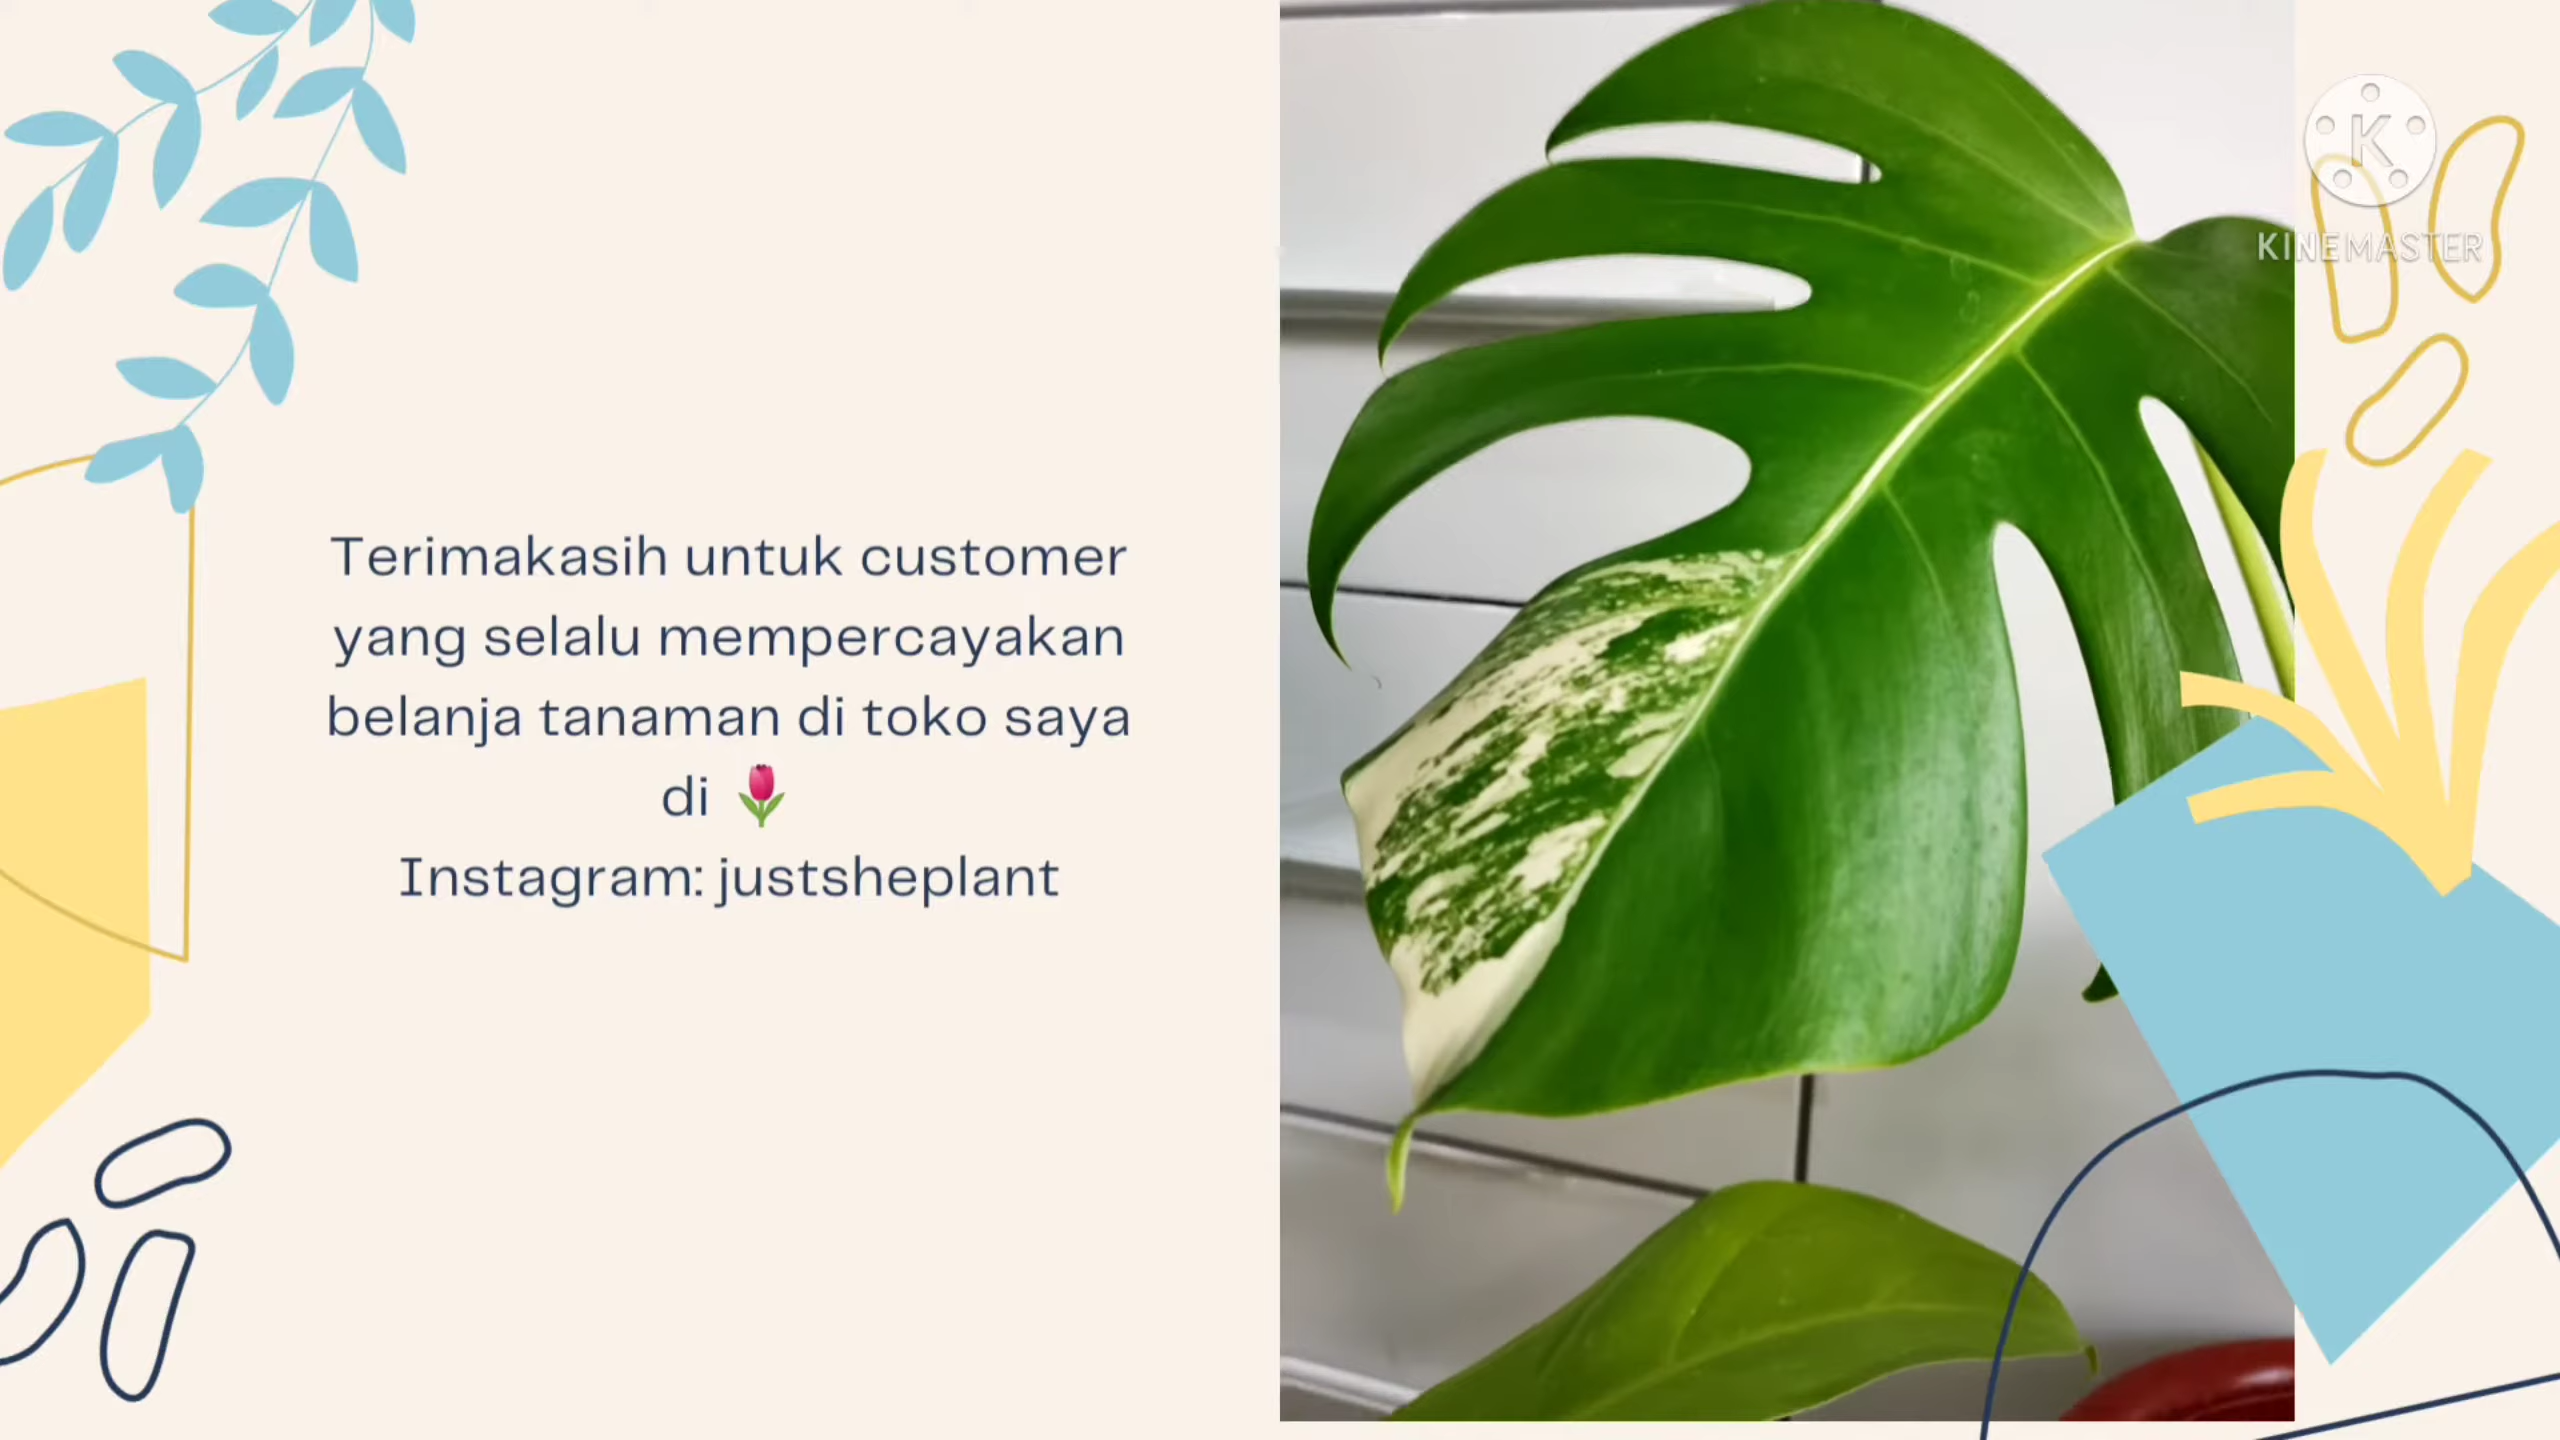 Terimakasih untuk customer
yang selalu mempercayakan
belanja tanaman di toko saya
di 🌷
Instagram: justsheplant
K
KINEMASTER